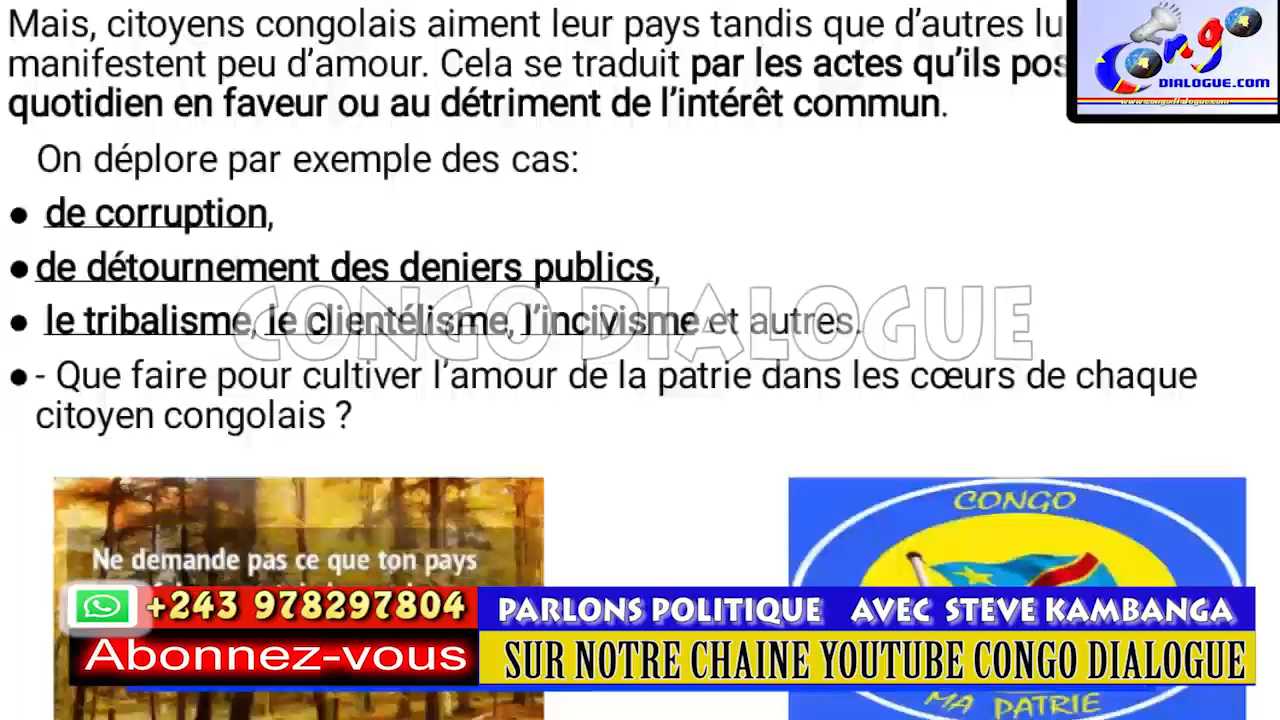 Mais, citoyens congolais aiment leur pays tandis que d’autres
manifestent peu d’amour. Cela se traduit par les actes qu’ils
quotidien en faveur ou au détriment de l’intérêt commun.
On déplore par exemple des cas:
● de corruption,
● de détournement des deniers publics,
● le tribalisme, le clientélisme, l’incivisme et autres.
CONGO DIALOGUE
● - Que faire pour cultiver l’amour de la patrie dans les cœurs de chaque
citoyen congolais ?
Congo
DIALOGUE.COM
Ne demande pas ce que ton pays
CONGO
MA PATRIE
+243 978297804
Abonnez-vous
PARLONS POLITIQUE AVEC STEVE KAMBANGA
SUR NOTRE CHAINE YOUTUBE CONGO DIALOGUE